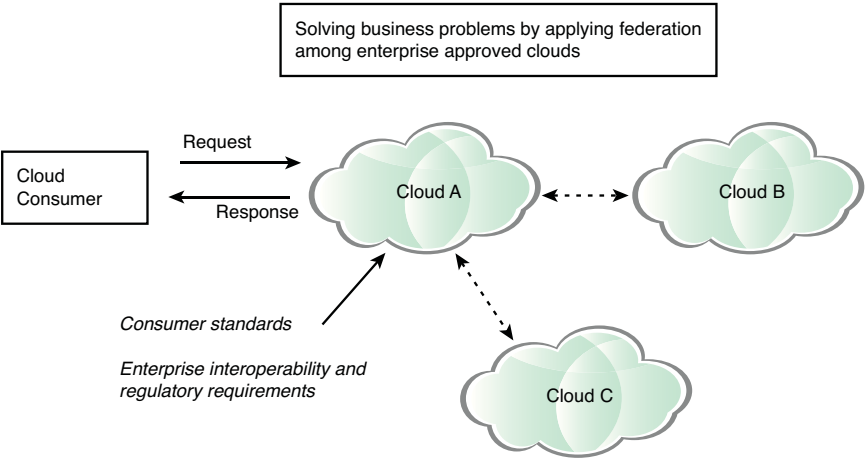 Solving business problems by applying federation
among enterprise approved clouds
Request
Cloud
Consumer
Response
Cloud A
Cloud B
Consumer standards
Enterprise interoperability and
regulatory requirements
Cloud C